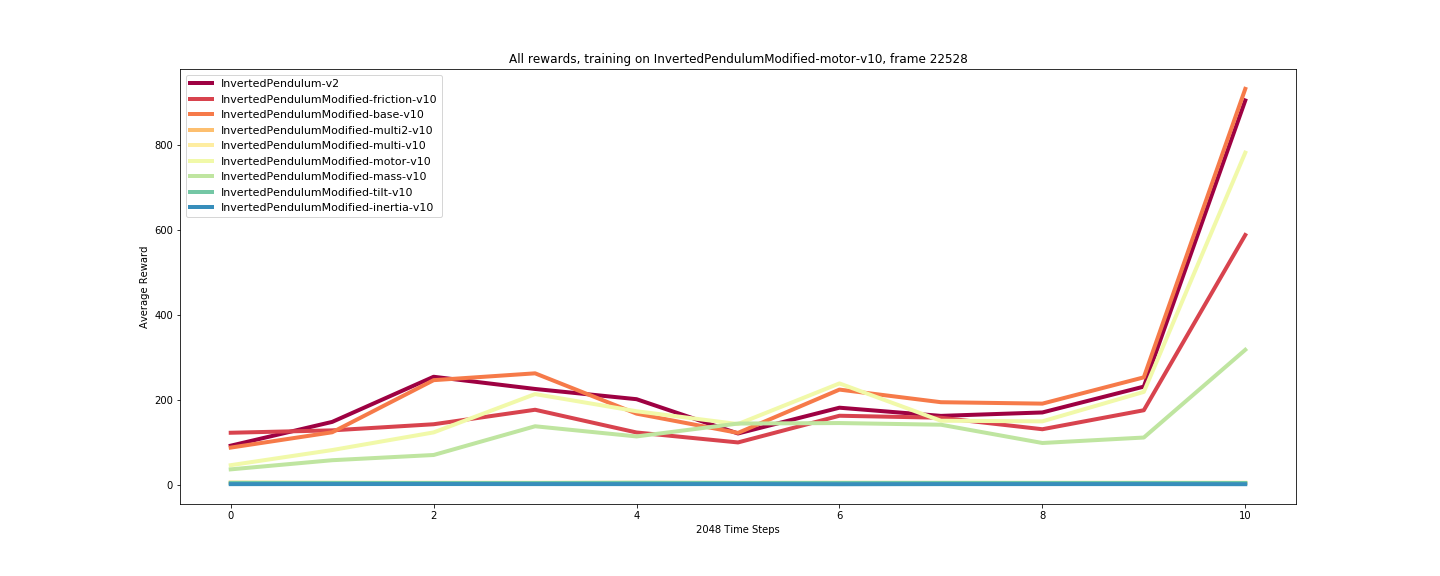 All rewards, training on InvertedPendulumModified-motor-v10, frame 22528
InvertedPendulum-v2
InvertedPendulumModified-friction-v10
InvertedPendulumModified-base-v10
InvertedPendulumModified-multi2-v10
InvertedPendulumModified-multi-v10
InvertedPendulumModified-motor-v10
InvertedPendulumModified-mass-v10
InvertedPendulumModified-tilt-v10
InvertedPendulumModified-inertia-v10
800
600
400
200
0
Average Reward
0 2 4 6 8 10
2048 Time Steps